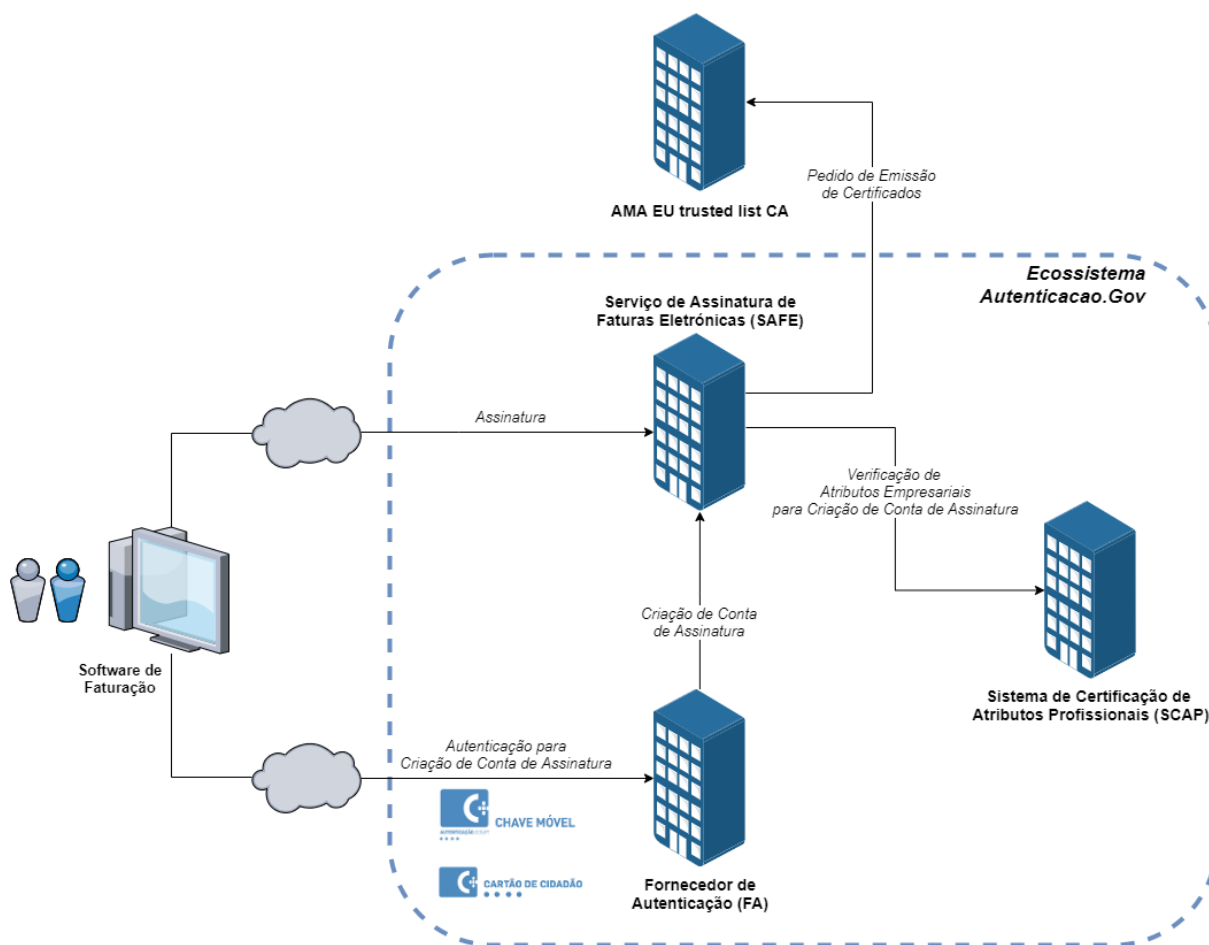 Pedido de Emissão
de Certificados
AMA EU trusted list CA
Ecossistema
Autenticacao.Gov
Serviço de Assinatura de
Faturas Eletrónicas (SAFE)
Assinatura
Verificação de
Atributos Empresariais
para Criação de Conta de Assinatura
Criação de Conta
de Assinatura
Software de
Faturação
Sistema de Certificação de
Atributos Profissionais (SCAP)
Autenticação para
Criação de Conta de Assinatura
CHAVE MÓVEL
CARTÃO DE CIDADÃO
Fornecedor de
Autenticação (FA)